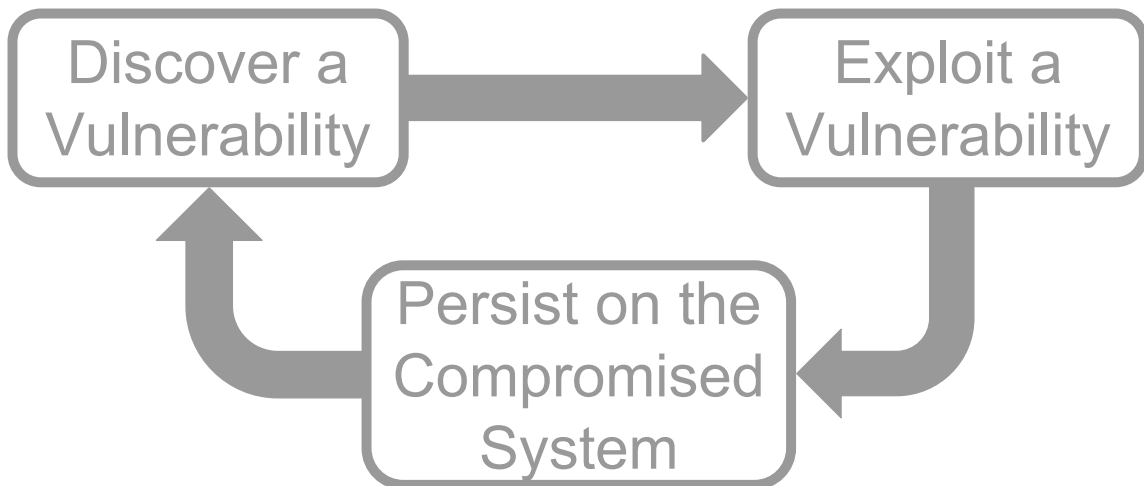 Discover a
Vulnerability
Exploit a
Vulnerability
Persist on the
Compromised
System